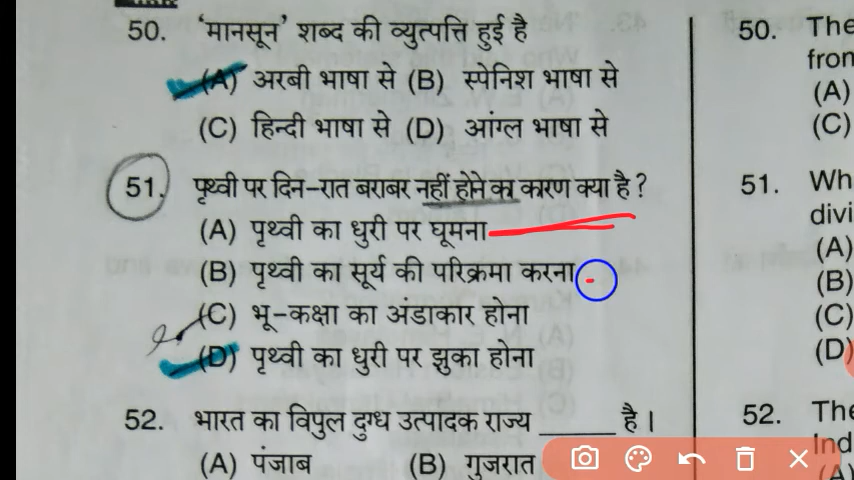 50. 'मानसून' शब्द की व्युत्पत्ति हुई है
(A) अरबी भाषा से (B) स्पेनिश भाषा से
(C) हिन्दी भाषा से (D) आंग्ल भाषा से
51. पृथ्वी पर दिन-रात बराबर नहीं होने का कारण क्या है ?
(A) पृथ्वी का धुरी पर घूमना
(B) पृथ्वी का सूर्य की परिक्रमा करना
(C) भू-कक्षा का अंडाकार होना
(D) पृथ्वी का धुरी पर झुका होना
52. भारत का विपुल दुग्ध उत्पादक राज्य ______ है ।
(A) पंजाब (B) गुजरात
50. The
from
(A)
(C)
51. Wh
divi
(A)
(B)
(C)
(D)
52. The
Ind
(A)